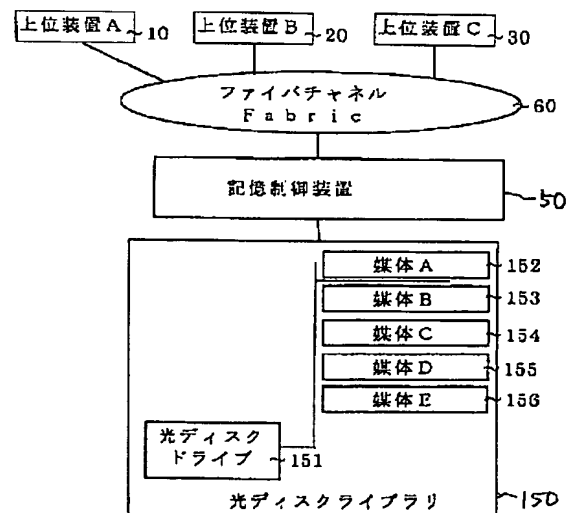 上位装置A 10
上位装置B 20
上位装置C 30
ファイバチャネル
Fabric
60
記憶制御装置
50
媒体A 152
媒体B 153
媒体C 154
媒体D 155
媒体E 156
光ディスク
ドライブ
151
光ディスクライブラリ
150